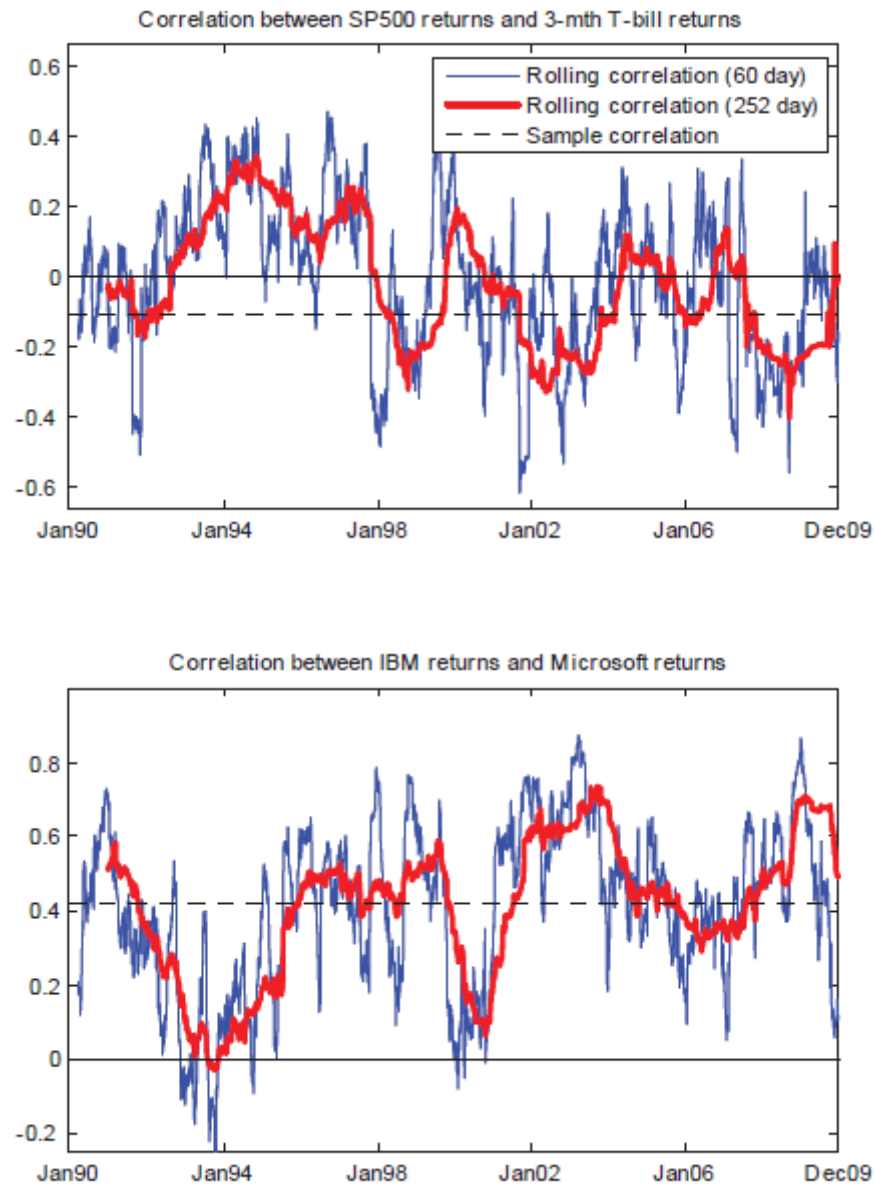 Correlation between SP500 returns and 3-mth T-bill returns
0.6
Rolling correlation (60 day)
Rolling correlation (252 day)
0.4
Sample correlation
0.2
0
-0.2
-0.4
-0.6
Jan90 Jan94 Jan98 Jan02 Jan06 Dec09
Correlation between IBM returns and Microsoft returns
0.8
0.6
0.4
0.2
0
-0.2
Jan90 Jan94 Jan98 Jan02 Jan06 Dec09